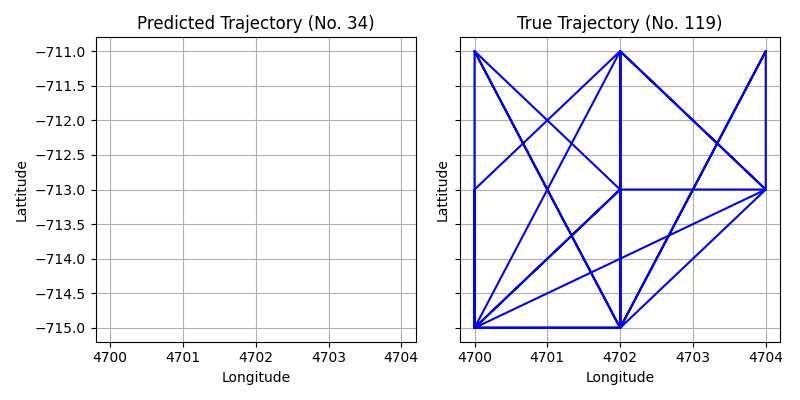 Predicted Trajectory (No. 34)
True Trajectory (No. 119)
−711.0
−711.5
−712.0
−712.5
−713.0
−713.5
−714.0
−714.5
−715.0
Lattitude
Lattitude
4700 4701 4702 4703 4704
4700 4701 4702 4703 4704
Longitude
Longitude